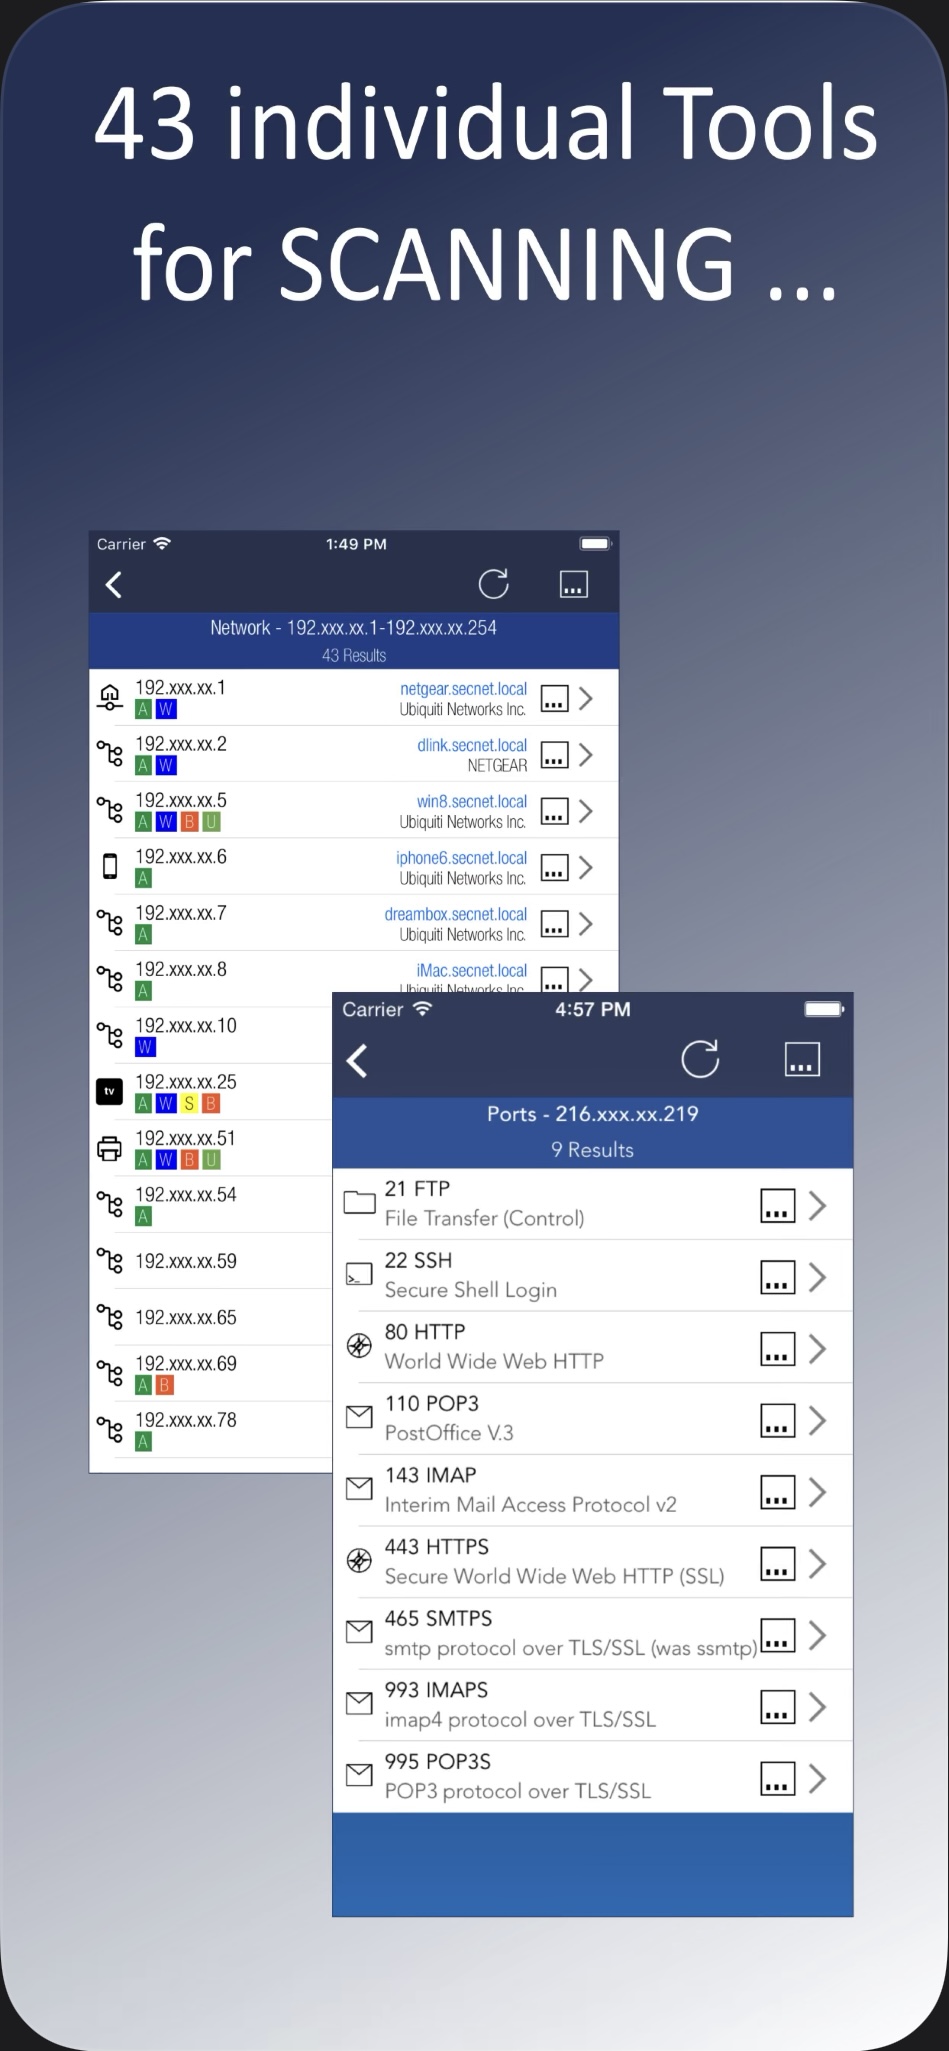 43 individual Tools
for SCANNING ...
Carrier 1:49 PM
Network - 192.xxx.xx.1-192.xxx.xx.254
43 Results
192.xxx.xx.1 netgear.secnet.local
A W Ubiquiti Networks Inc.
192.xxx.xx.2 dlink.secnet.local
A W NETGEAR
192.xxx.xx.5 win8.secnet.local
A W B U Ubiquiti Networks Inc.
192.xxx.xx.6 iphone6.secnet.local
A Ubiquiti Networks Inc.
192.xxx.xx.7 dreambox.secnet.local
A Ubiquiti Networks Inc.
192.xxx.xx.8 iMac.secnet.local
A Ubiquiti Networks Inc.
192.xxx.xx.10
W
192.xxx.xx.25
tv
A W S B
192.xxx.xx.51
A W B U
192.xxx.xx.54
A
192.xxx.xx.59
192.xxx.xx.65
192.xxx.xx.69
A B
192.xxx.xx.78
A
Carrier 4:57 PM
Ports - 216.xxx.xx.219
9 Results
21 FTP
File Transfer (Control)
22 SSH
Secure Shell Login
80 HTTP
World Wide Web HTTP
110 POP3
PostOffice V.3
143 IMAP
Interim Mail Access Protocol v2
443 HTTPS
Secure World Wide Web HTTP (SSL)
465 SMTPS
smtp protocol over TLS/SSL (was ssmtp)
993 IMAPS
imap4 protocol over TLS/SSL
995 POP3S
POP3 protocol over TLS/SSL